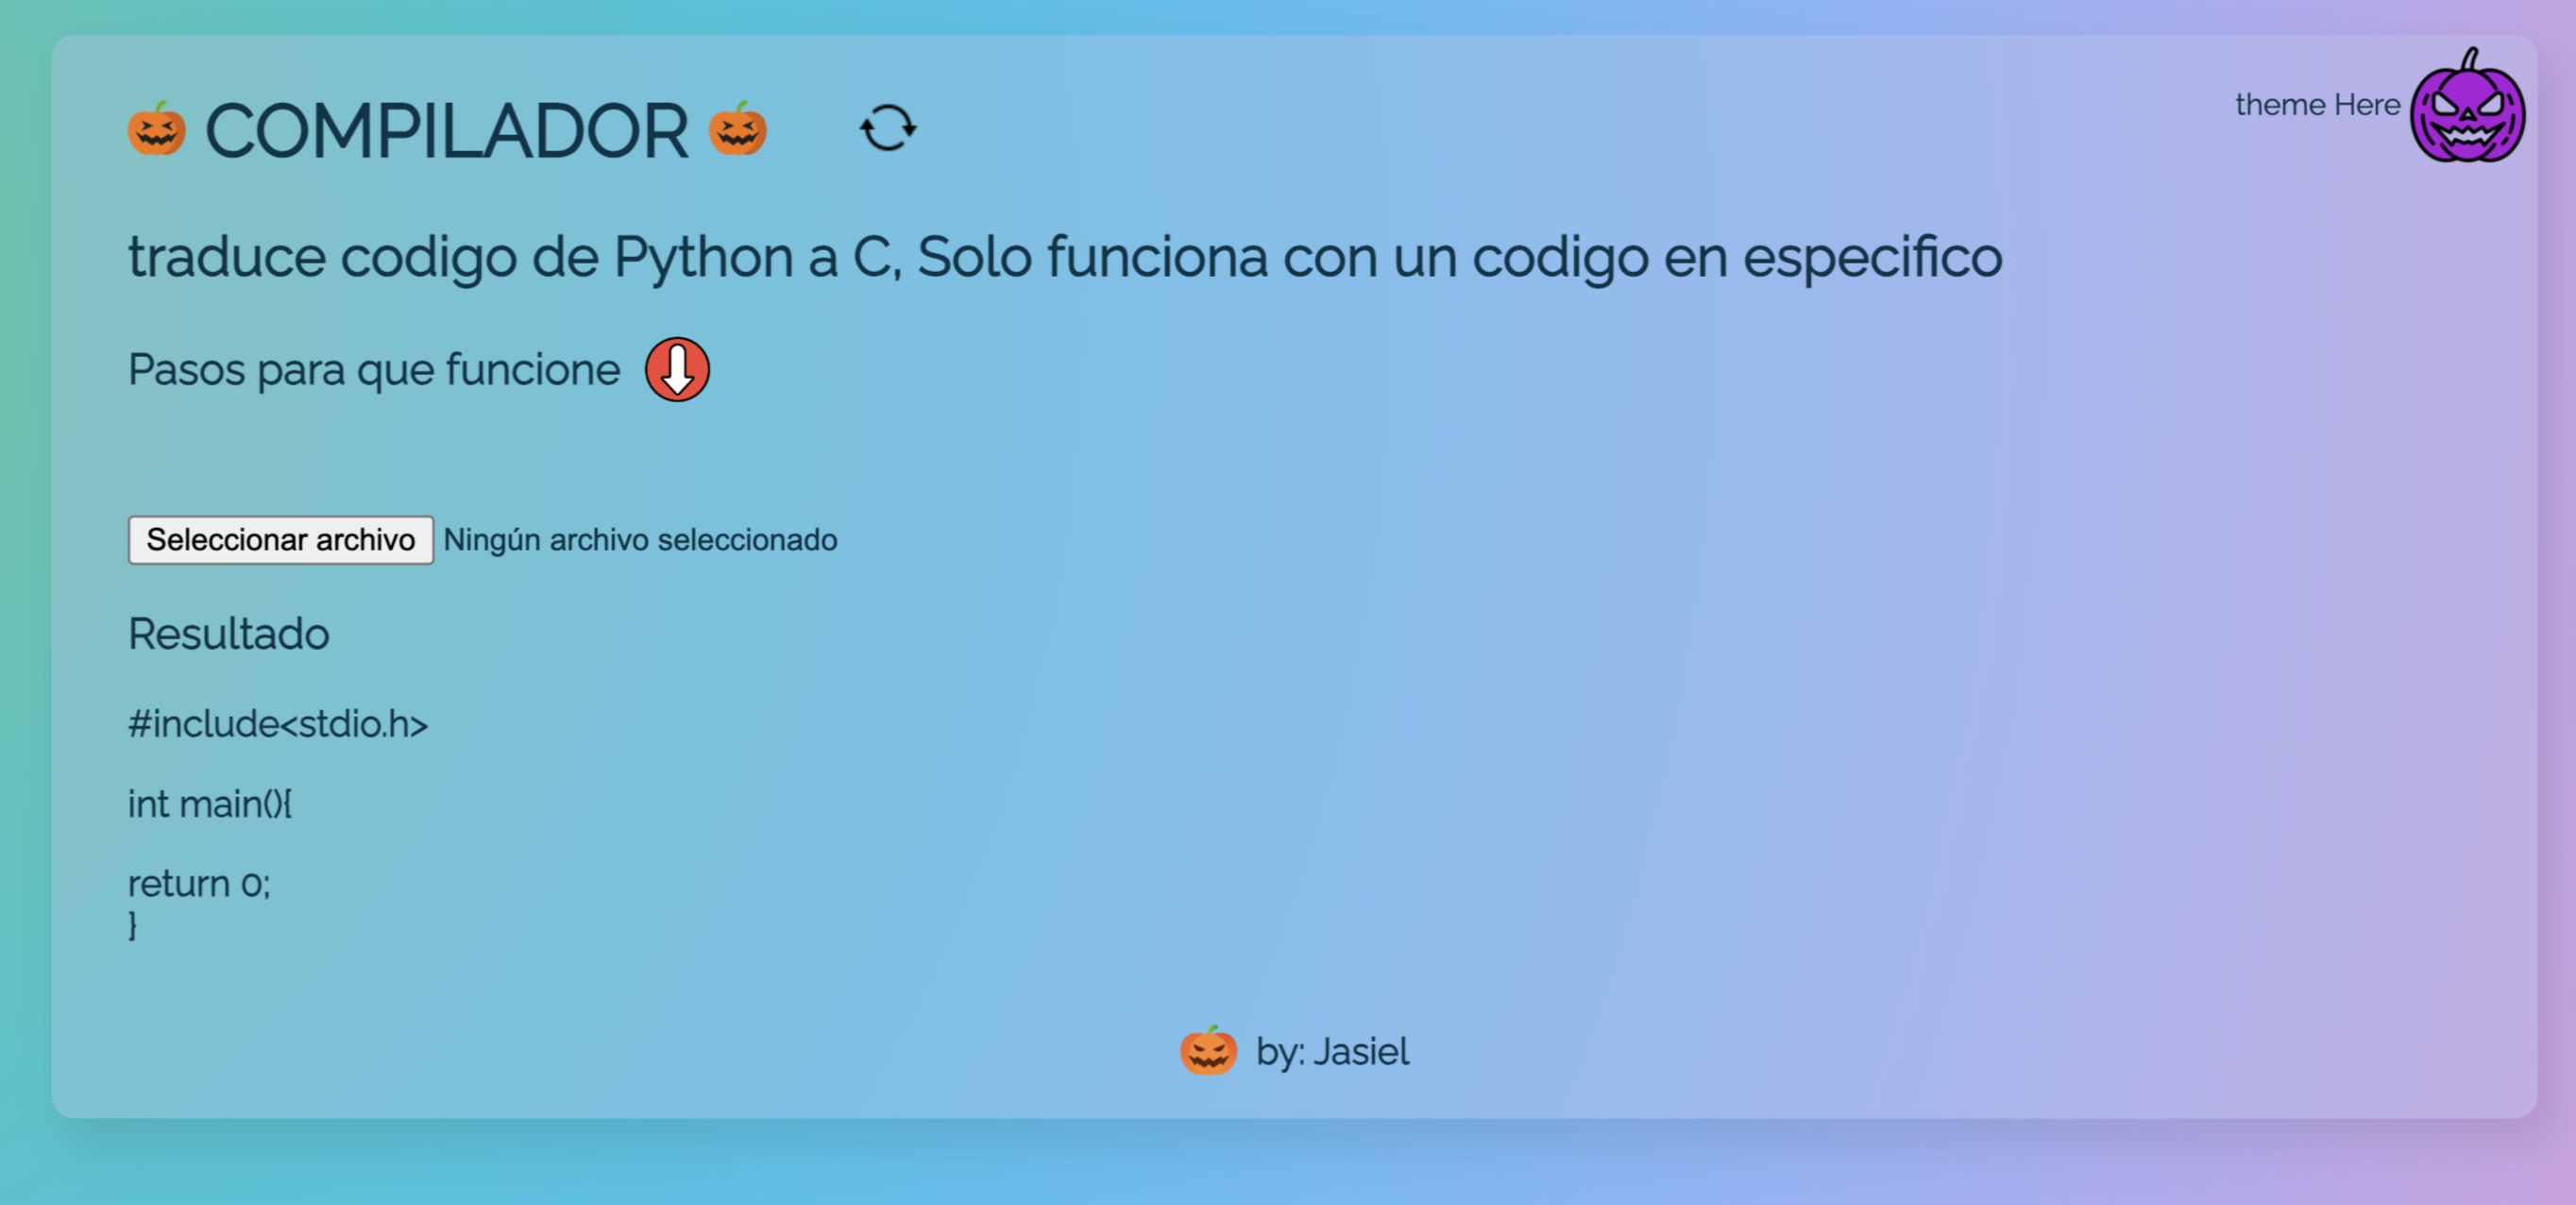 COMPILADOR
theme Here
traduce codigo de Python a C, Solo funciona con un codigo en especifico
Pasos para que funcione
Seleccionar archivo Ningún archivo seleccionado
Resultado
#include<stdio.h>
int main(){
return 0;
}
by: Jasiel